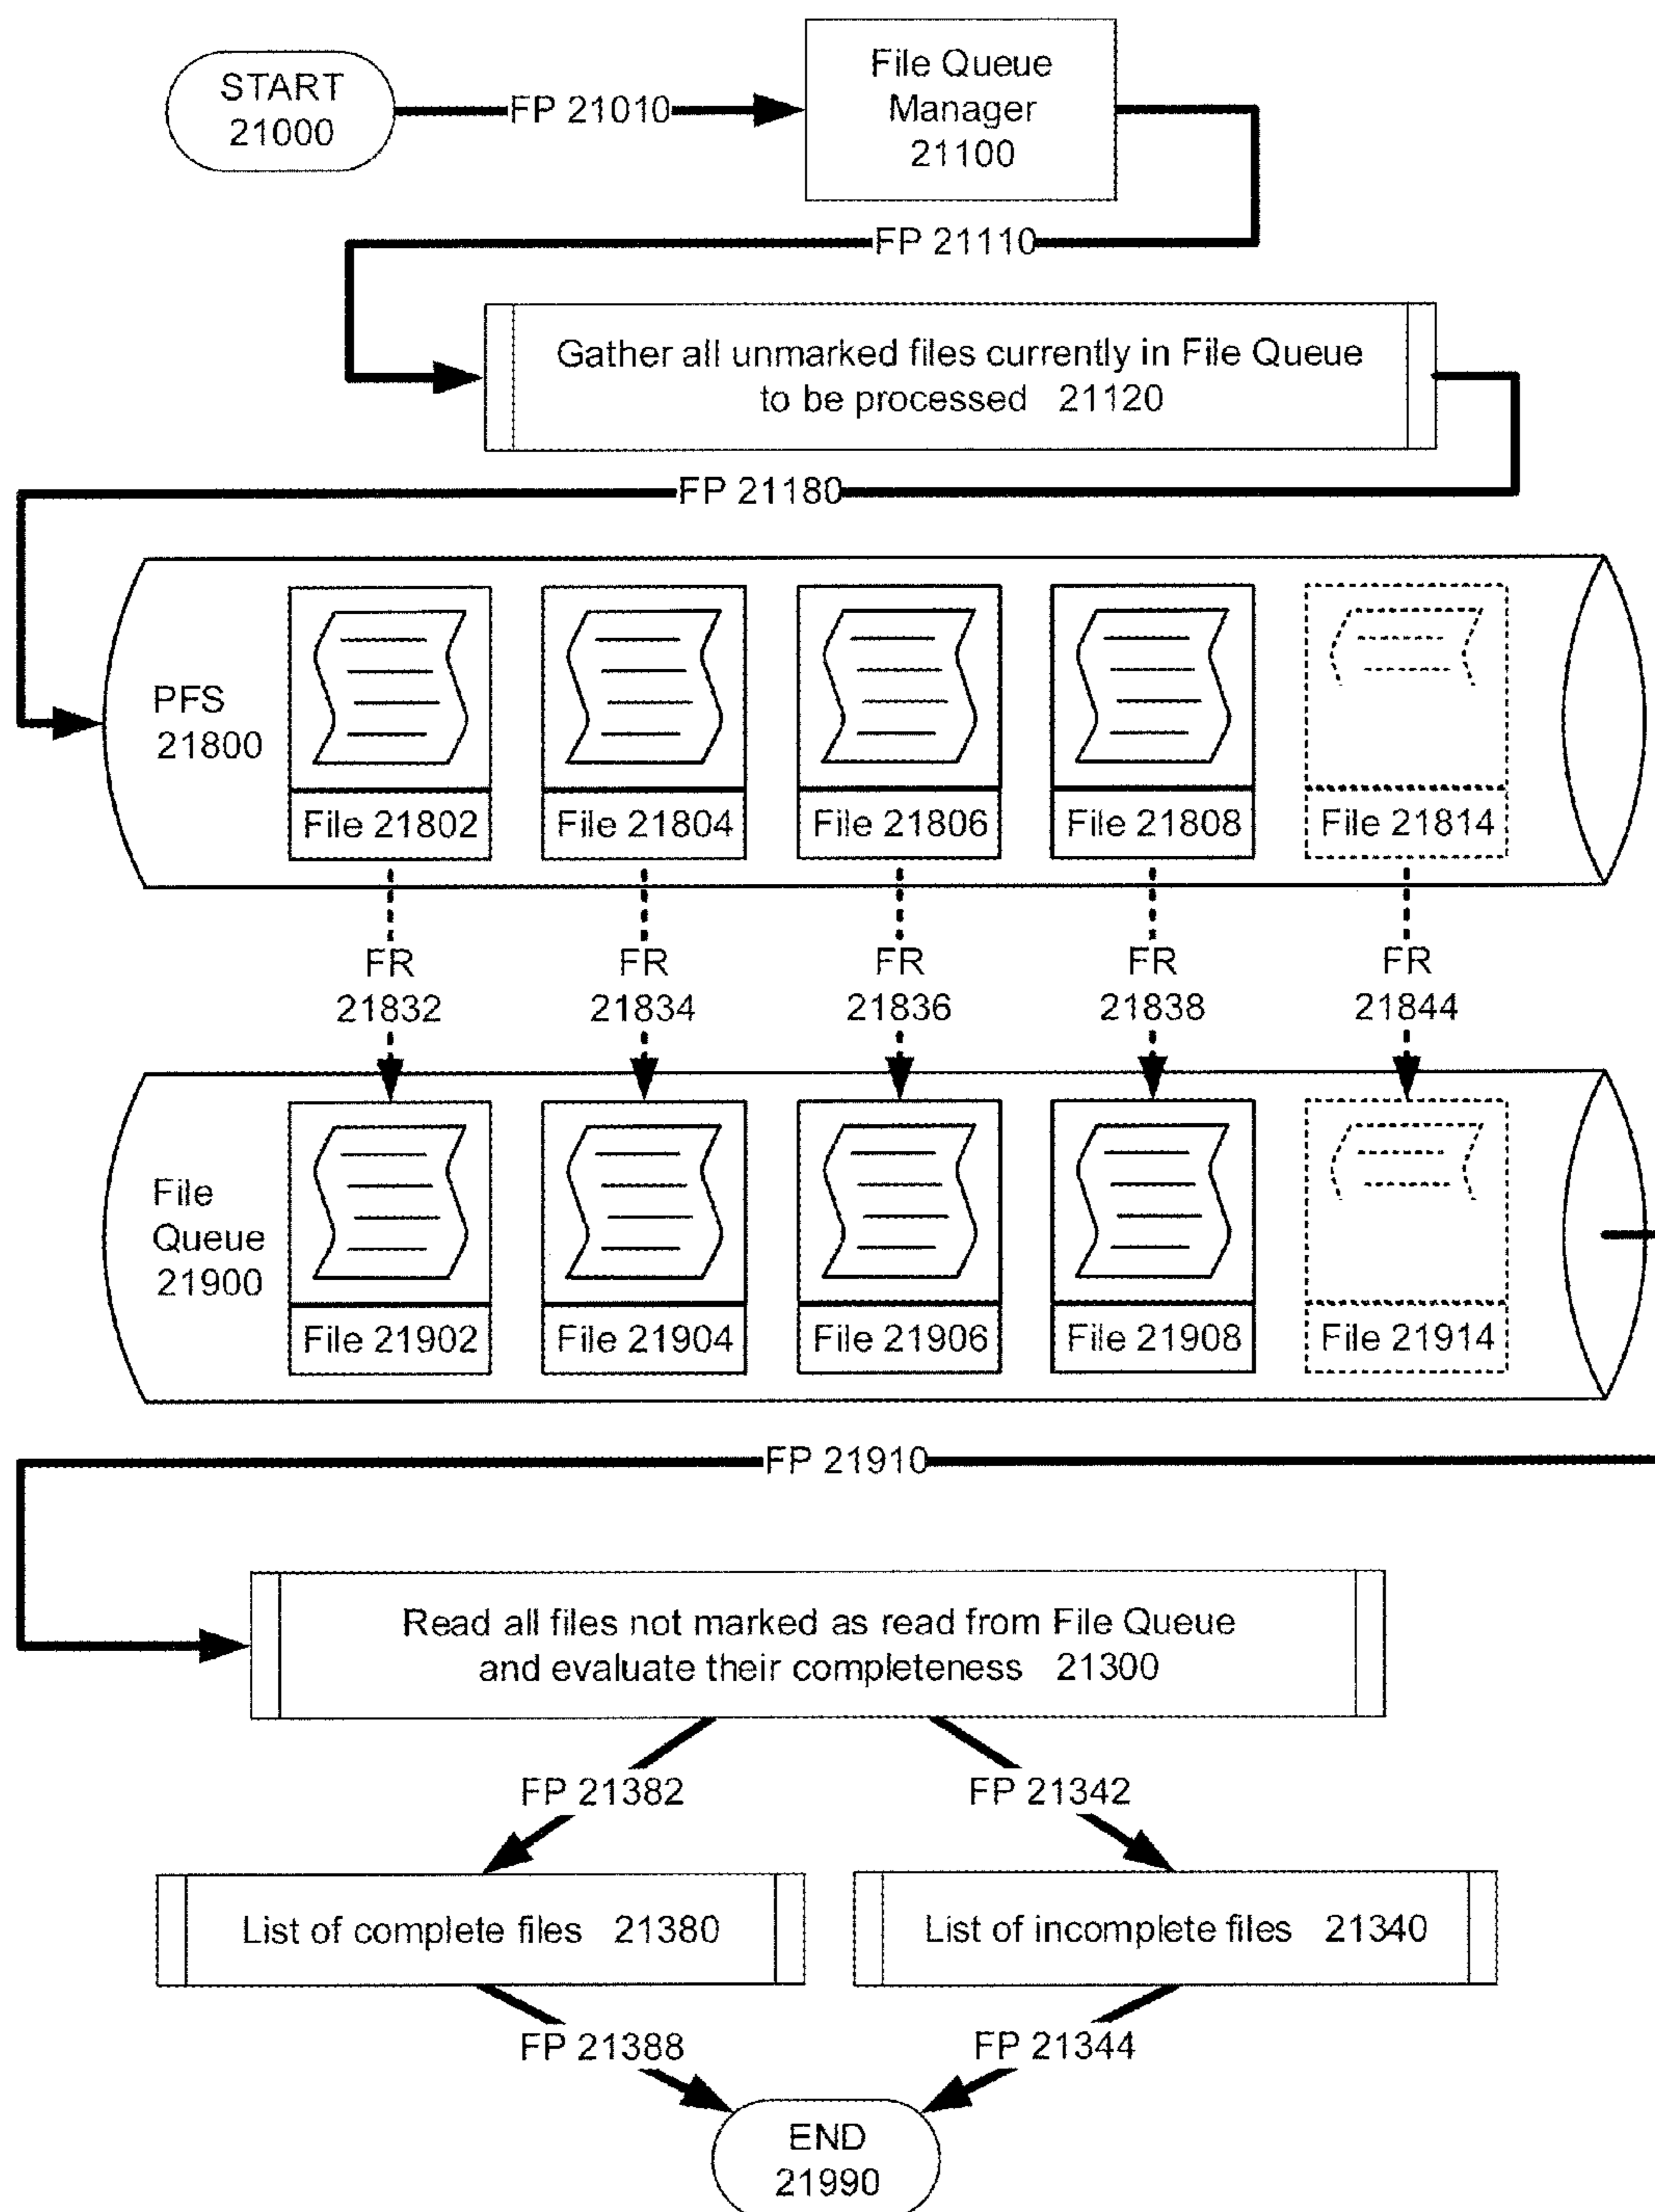 START
21000
FP 21010
File Queue
Manager
21100
FP 21110
Gather all unmarked files currently in File Queue
to be processed 21120
FP 21180
PFS
21800
File 21802
File 21804
File 21806
File 21808
File 21814
FR
21832
FR
21834
FR
21836
FR
21838
FR
21844
File
Queue
21900
File 21902
File 21904
File 21906
File 21908
File 21914
FP 21910
Read all files not marked as read from File Queue
and evaluate their completeness 21300
FP 21382
FP 21342
List of complete files 21380
List of incomplete files 21340
FP 21388
FP 21344
END
21990